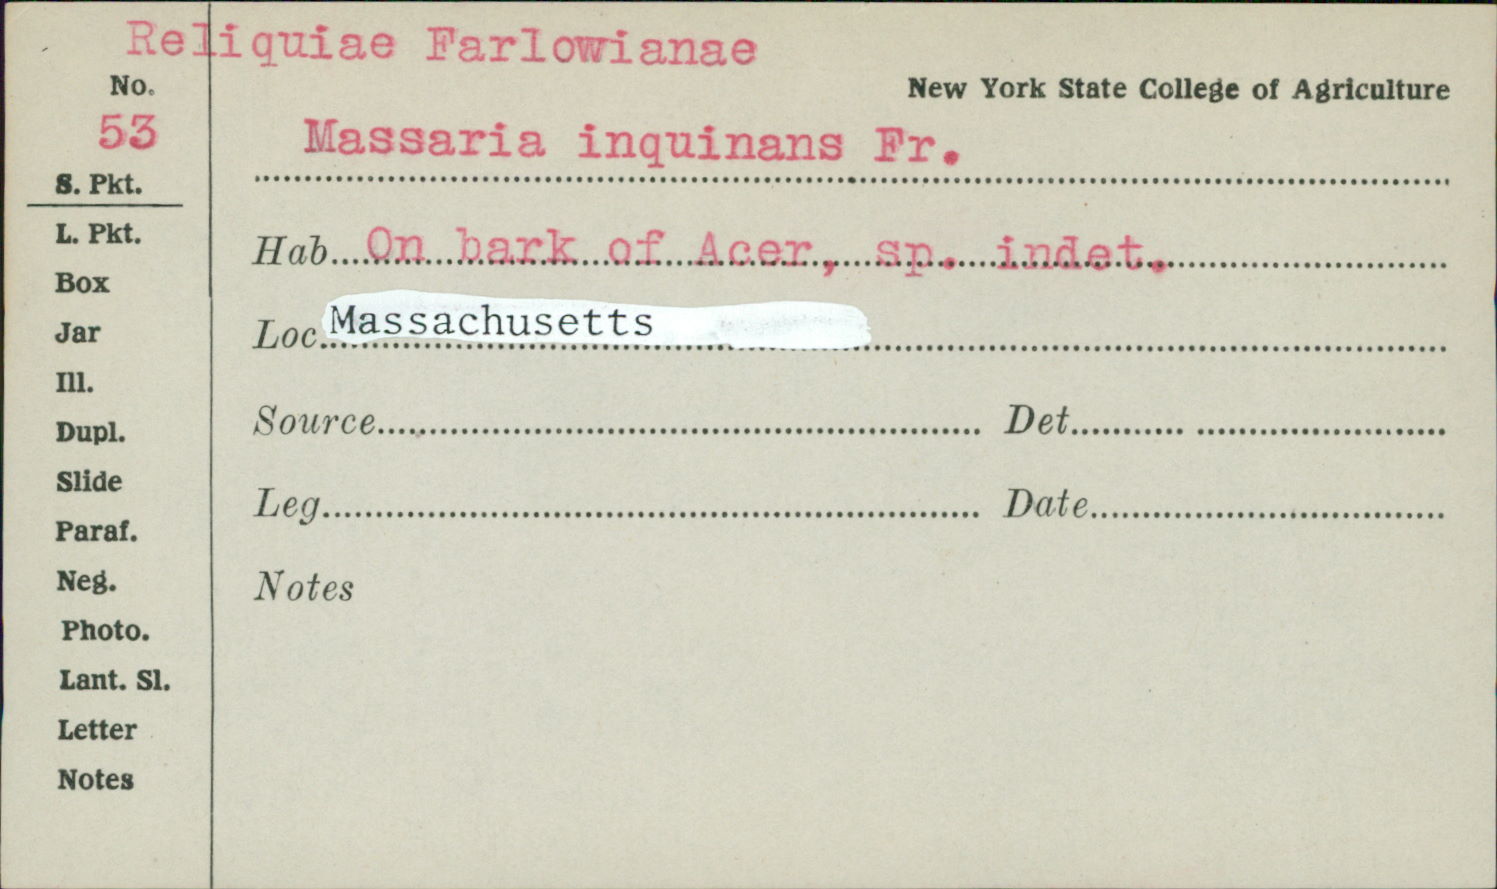 Reliquiae Farlowianae
No.
New York State College of Agriculture
53
Massaria inquinans Fr.
S. Pkt.
L. Pkt.
Hab. On bark of Acer, sp. indet.
Box
Jar
Loc. Massachusetts
Ill.
Dupl.
Source Det.
Slide
Leg. Date
Paraf.
Neg.
Notes
Photo.
Lant. Sl.
Letter
Notes